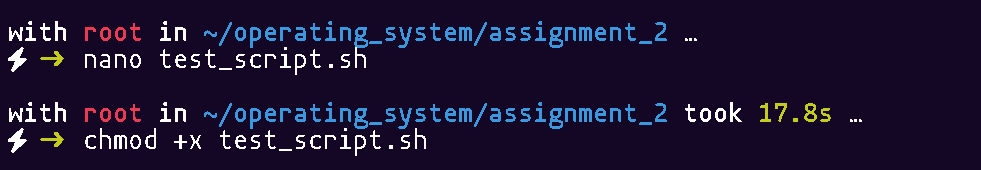 with root in ~/operating_system/assignment_2 …
⚡ ➜ nano test_script.sh
with root in ~/operating_system/assignment_2 took 17.8s …
⚡ ➜ chmod +x test_script.sh